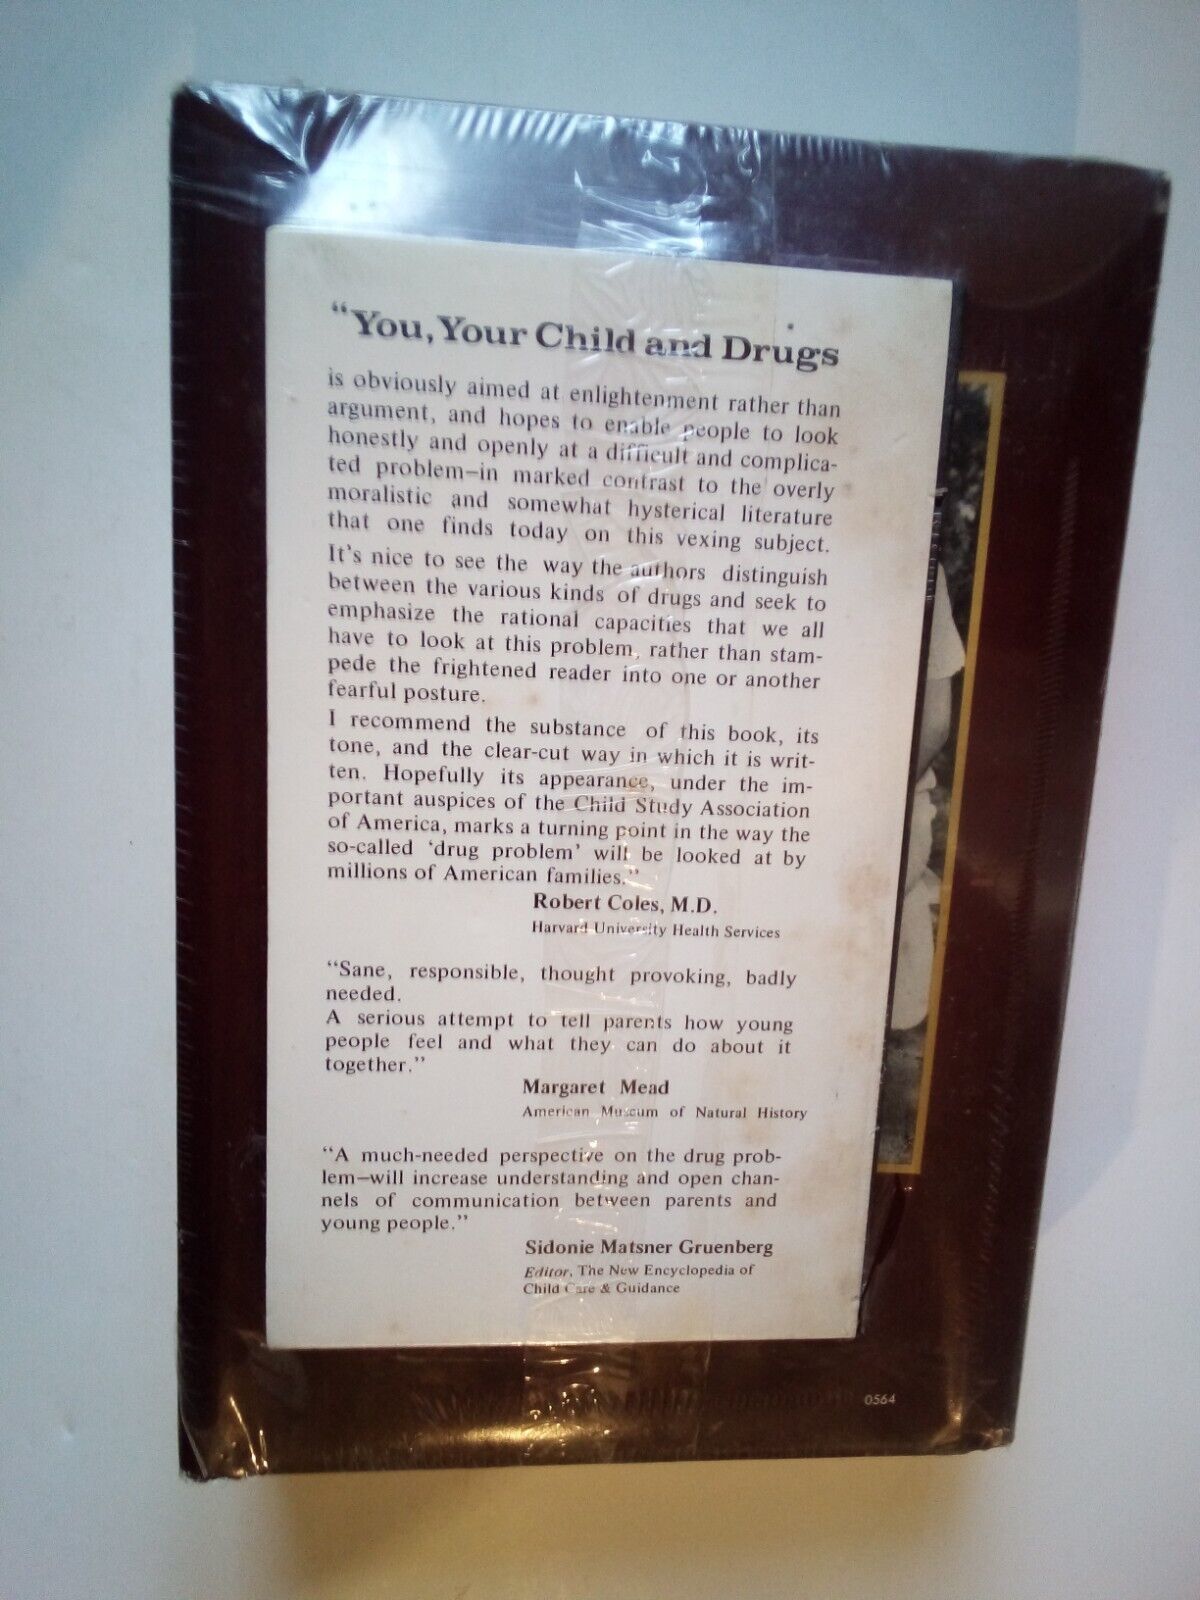 “You, Your Child and Drugs
is obviously aimed at enlightenment rather than
argument, and hopes to enable people to look
honestly and openly at a difficult and complica-
ted problem—in marked contrast to the overly
moralistic and somewhat hysterical literature
that one finds today on this vexing subject.
It’s nice to see the way the authors distinguish
between the various kinds of drugs and seek to
emphasize the rational capacities that we all
have to look at this problem, rather than stam-
pede the frightened reader into one or another
fearful posture.
I recommend the substance of this book, its
tone, and the clear-cut way in which it is writ-
ten. Hopefully its appearance, under the im-
portant auspices of the Child Study Association
of America, marks a turning point in the way the
so-called ‘drug problem’ will be looked at by
millions of American families.”
Robert Coles, M.D.
Harvard University Health Services
“Sane, responsible, thought provoking, badly
needed.
A serious attempt to tell parents how young
people feel and what they can do about it
together.”
Margaret Mead
American Museum of Natural History
“A much-needed perspective on the drug prob-
lem—will increase understanding and open chan-
nels of communication between parents and
young people.”
Sidonie Matsner Gruenberg
Editor, The New Encyclopedia of
Child Care & Guidance
0564